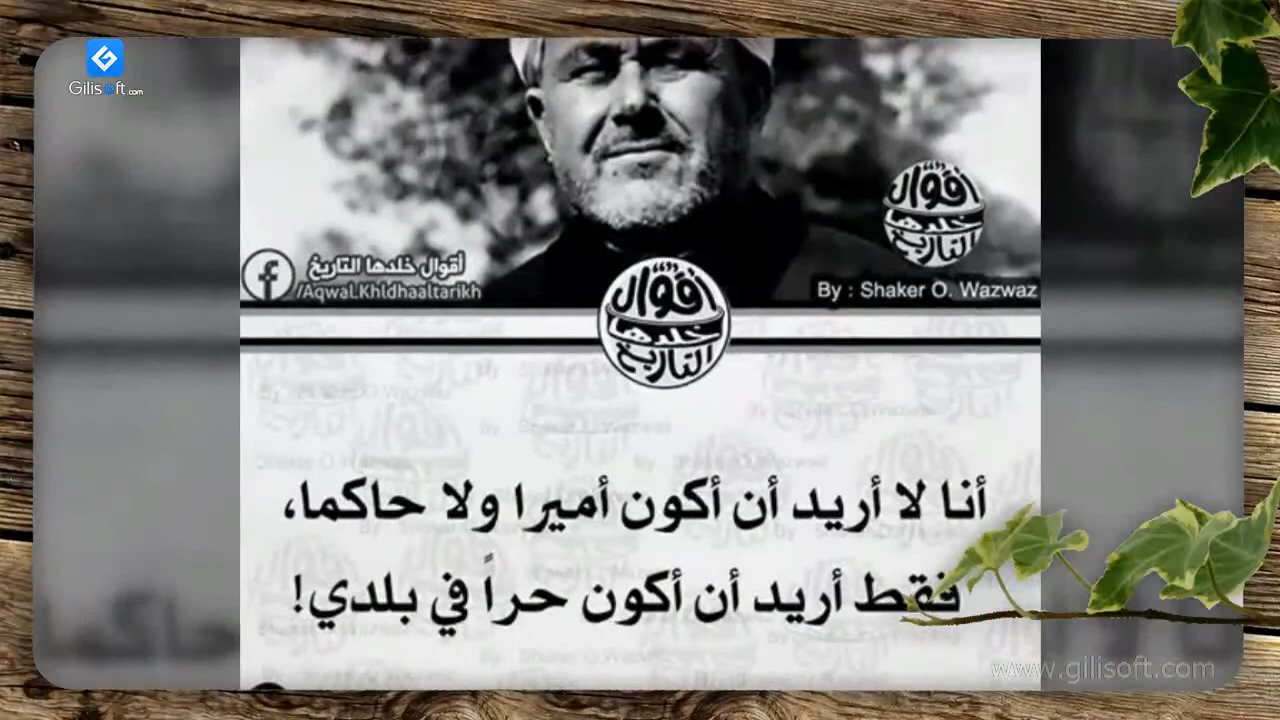 Gilisoft.com
أقوال
خلدها
التاريخ
أقوال خلدها التاريخ
/Aqwal.Khldhaaltarikh
By : Shaker O. Wazwaz
أقوال
خلدها
التاريخ
أنا لا أريد أن أكون أميرا ولا حاكما،
فقط أريد أن أكون حراً في بلدي!
www.gilisoft.com